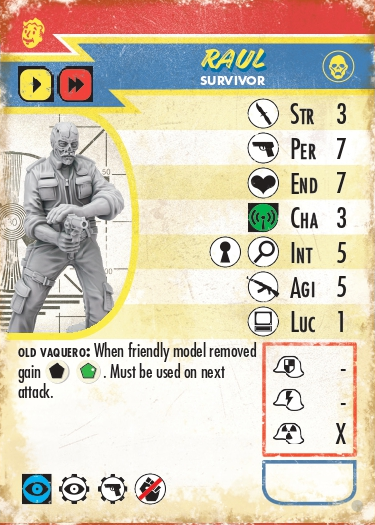 RAUL
SURVIVOR
STR 3
PER 7
END 7
CHA 3
INT 5
AGI 5
LUC 1
OLD VAQUERO: When friendly model removed
gain . Must be used on next
attack.
-
-
X